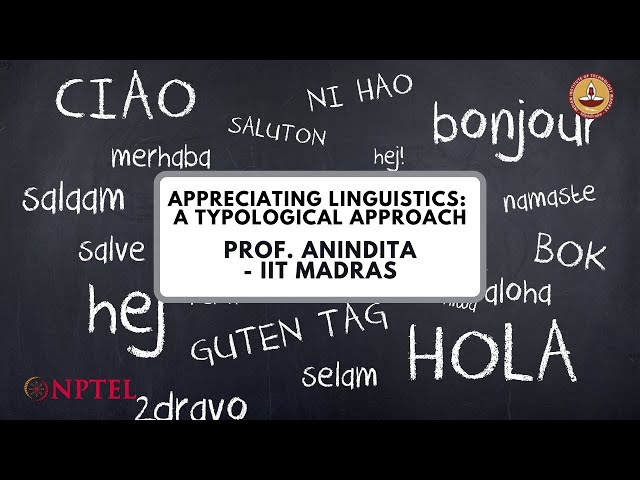 CIAO
NI HAO
bonjour
SALUTON
merhaba
hej!
salaam
APPRECIATING LINGUISTICS:
A TYPOLOGICAL APPROACH
namaste
salve
PROF. ANINDITA
- IIT MADRAS
BOK
hej
aloha
GUTEN TAG
HOLA
selam
NPTEL
2dravo